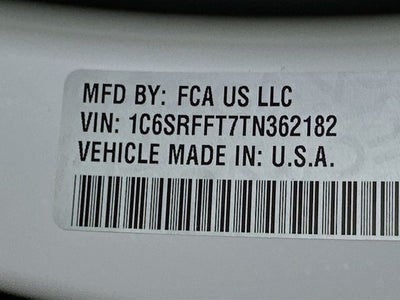 MFD BY: FCA US LLC
VIN: 1C6SRFFT7TN362182
VEHICLE MADE IN: U.S.A.